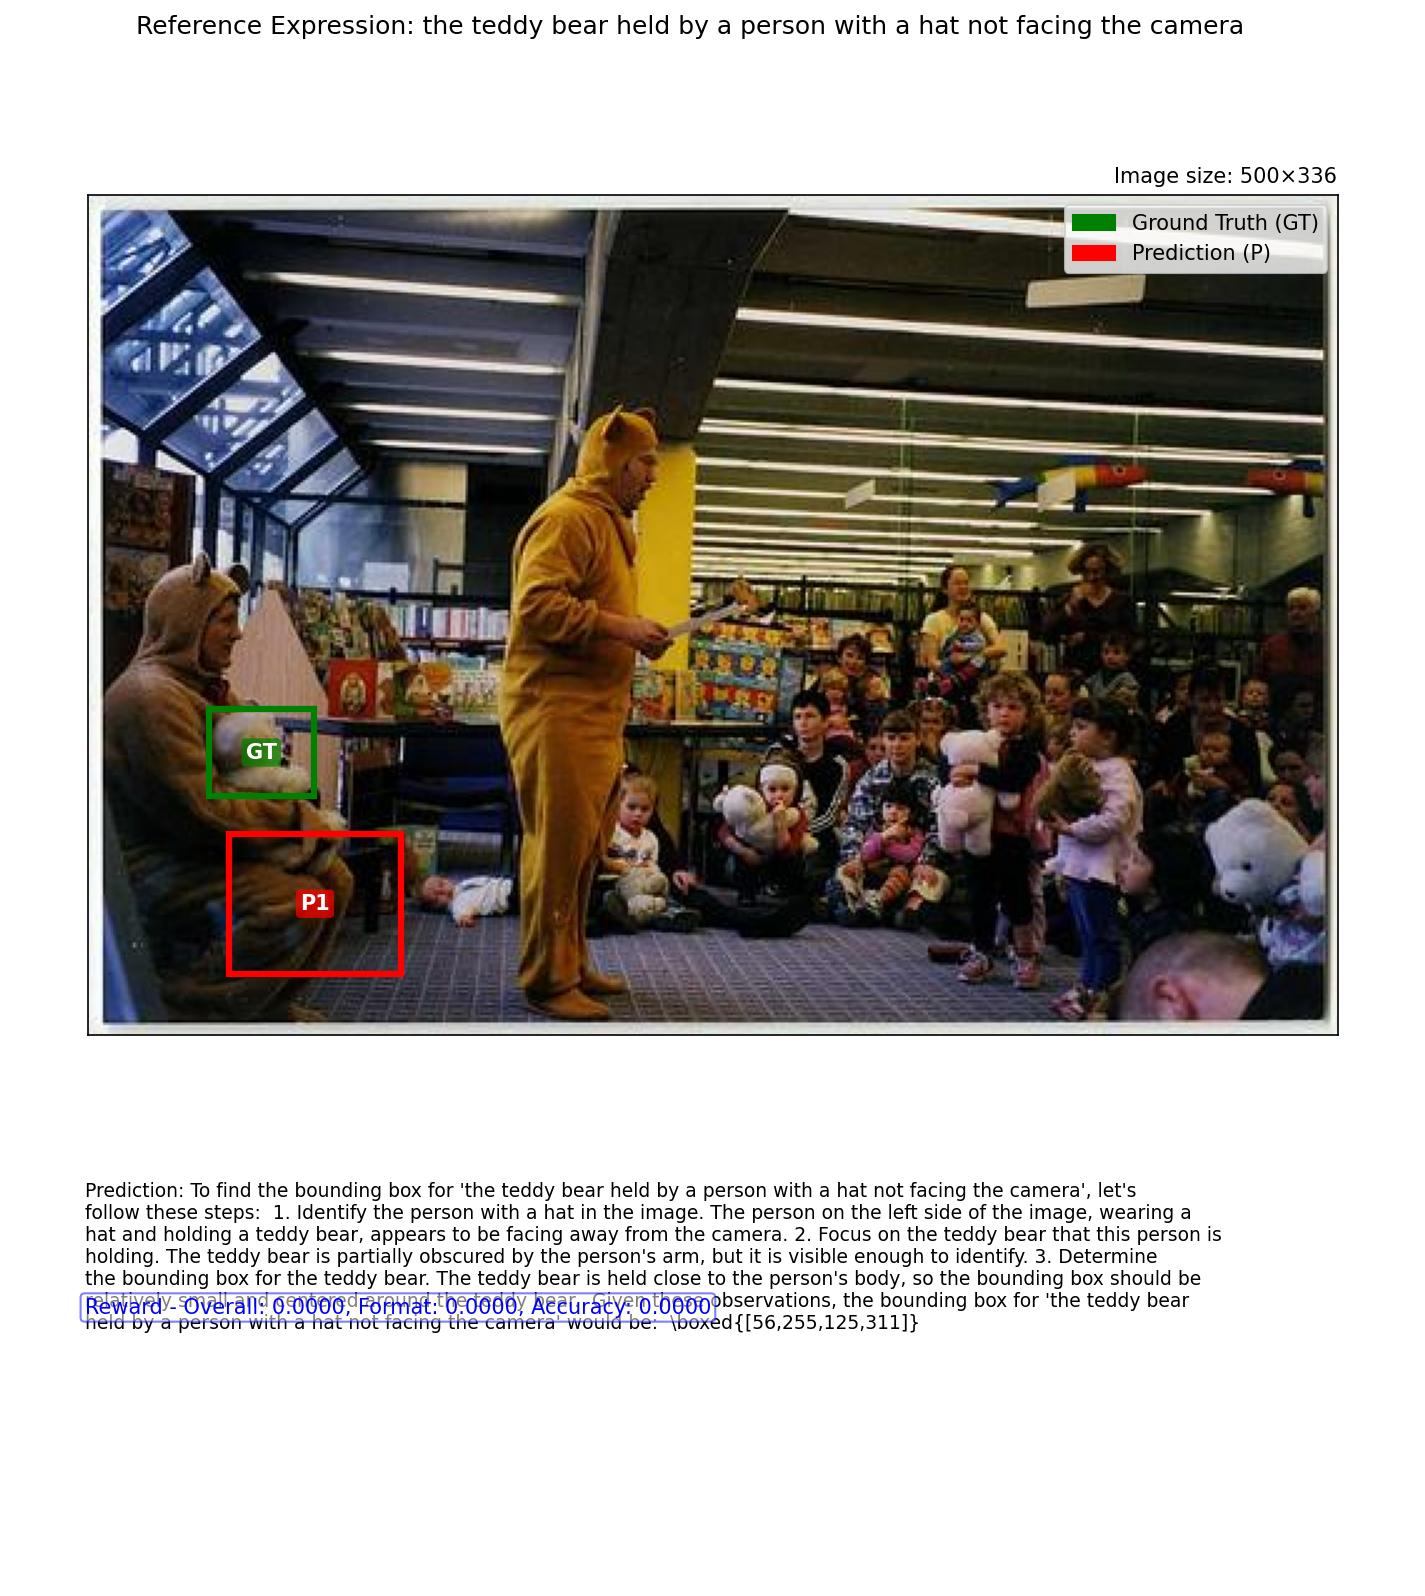 Reference Expression: the teddy bear held by a person with a hat not facing the camera
Image size: 500×336
Ground Truth (GT)
Prediction (P)
GT
P1
Prediction: To find the bounding box for 'the teddy bear held by a person with a hat not facing the camera', let's
follow these steps:  1. Identify the person with a hat in the image. The person on the left side of the image, wearing a
hat and holding a teddy bear, appears to be facing away from the camera. 2. Focus on the teddy bear that this person is
holding. The teddy bear is partially obscured by the person's arm, but it is visible enough to identify. 3. Determine
the bounding box for the teddy bear. The teddy bear is held close to the person's body, so the bounding box should be
relatively small and centered around the teddy bear.  Given these observations, the bounding box for 'the teddy bear
Reward - Overall: 0.0000, Format: 0.0000, Accuracy: 0.0000
held by a person with a hat not facing the camera' would be:  \boxed{[56,255,125,311]}